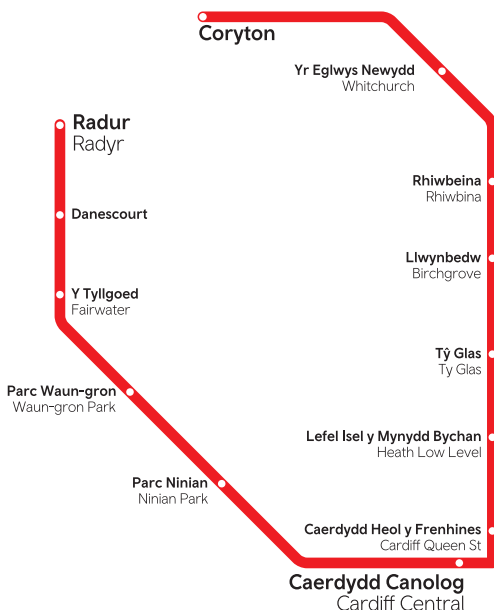 Coryton
Yr Eglwys Newydd
Whitchurch
Radur
Radyr
Rhiwbeina
Rhiwbina
Danescourt
Llwynbedw
Birchgrove
Y Tyllgoed
Fairwater
Tŷ Glas
Ty Glas
Parc Waun-gron
Waun-gron Park
Lefel Isel y Mynydd Bychan
Heath Low Level
Parc Ninian
Ninian Park
Caerdydd Heol y Frenhines
Cardiff Queen St
Caerdydd Canolog
Cardiff Central